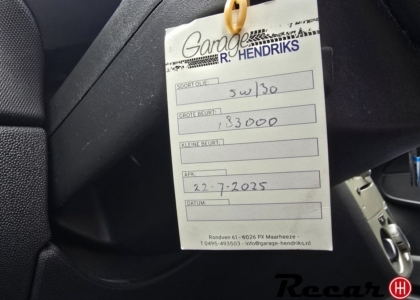 Garage
R. HENDRIKS
SOORT OLIE:
5W/30
GROTE BEURT:
133000
KLEINE BEURT:
APK:
22-7-2025
DATUM:
Rondven 61 - 6026 PX Maarheeze -
T 0495-493503 - info@garage-hendriks.nl
Recar